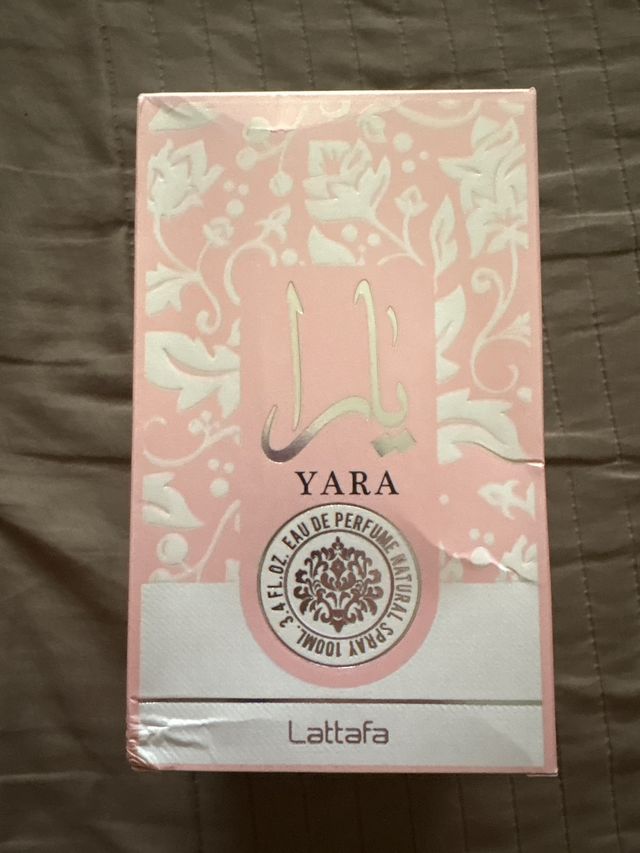 يارا
YARA
EAU DE PERFUME NATURAL SPRAY 100ML. 3.4 FL.OZ.
Lattafa